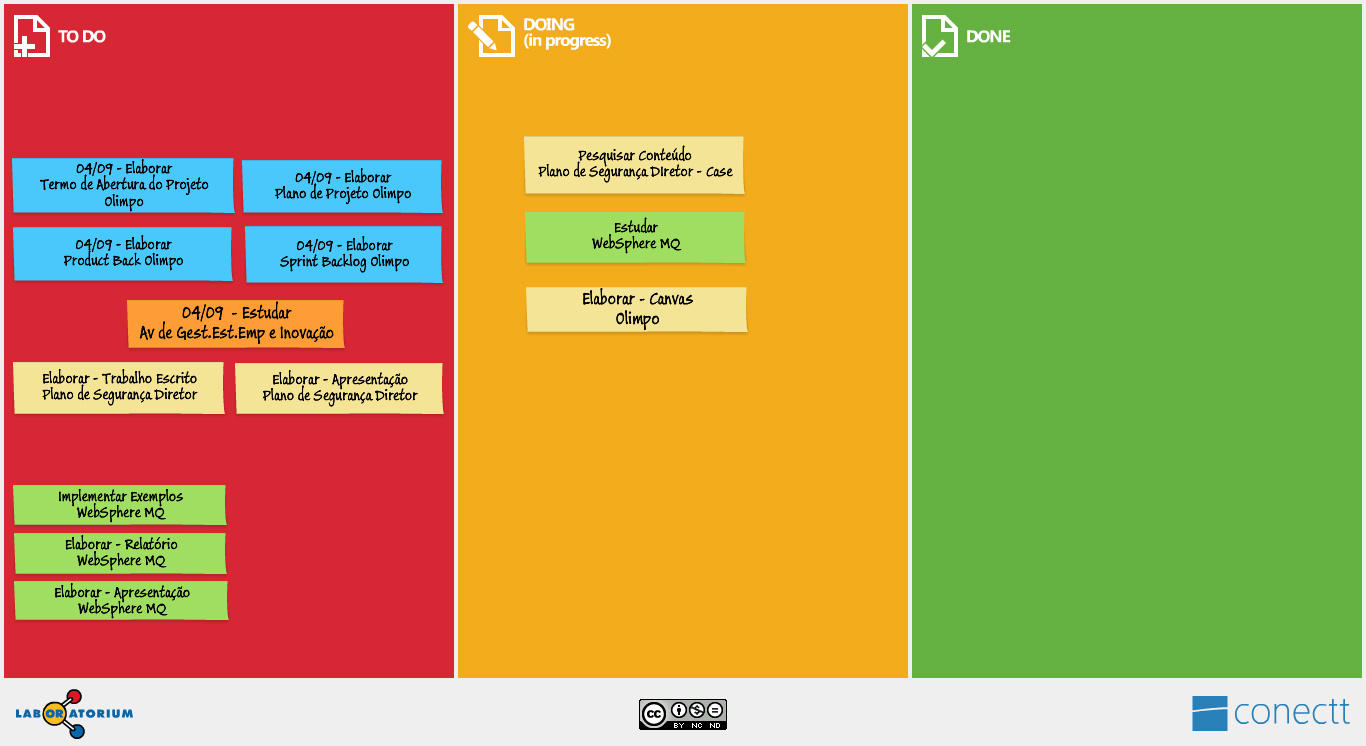 TO DO
04/09 - Elaborar
Termo de Abertura do Projeto
Olimpo
04/09 - Elaborar
Plano de Projeto Olimpo
04/09 - Elaborar
Product Back Olimpo
04/09 - Elaborar
Sprint Backlog Olimpo
04/09 - Estudar
Av de Gest.Est.Emp e Inovação
Elaborar - Trabalho Escrito
Plano de Segurança Diretor
Elaborar - Apresentação
Plano de Segurança Diretor
Implementar Exemplos
WebSphere MQ
Elaborar - Relatório
WebSphere MQ
Elaborar - Apresentação
WebSphere MQ
DOING
(in progress)
Pesquisar Conteúdo
Plano de Segurança DIretor - Case
Estudar
WebSphere MQ
Elaborar - Canvas
Olimpo
DONE
LABORATORIUM
cc
BY NC ND
conectt